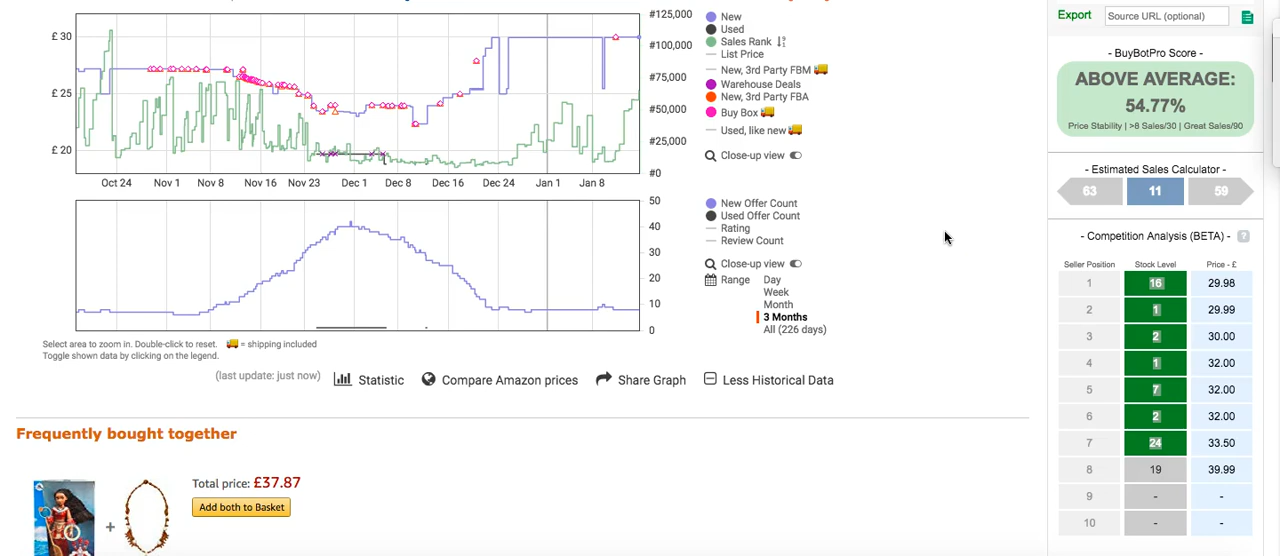 £ 30
£ 25
£ 20
#125,000
#100,000
#75,000
#50,000
#25,000
#0
Oct 24 Nov 1 Nov 8 Nov 16 Nov 23 Dec 1 Dec 8 Dec 16 Dec 24 Jan 1 Jan 8
New
Used
Sales Rank
List Price
New, 3rd Party FBM
Warehouse Deals
New, 3rd Party FBA
Buy Box
Used, like new
Close-up view
50
40
30
20
10
0
New Offer Count
Used Offer Count
Rating
Review Count
Close-up view
Range Day
Week
Month
3 Months
All (226 days)
Select area to zoom in. Double-click to reset. = shipping included
Toggle shown data by clicking on the legend.
(last update: just now) Statistic Compare Amazon prices Share Graph Less Historical Data
Frequently bought together
Total price: £37.87
Add both to Basket
+
Export Source URL (optional)
- BuyBotPro Score -
ABOVE AVERAGE:
54.77%
Price Stability | >8 Sales/30 | Great Sales/90
- Estimated Sales Calculator -
63 11 59
- Competition Analysis (BETA) - ?
Seller Position Stock Level Price - £
1 16 29.98
2 1 29.99
3 2 30.00
4 1 32.00
5 7 32.00
6 2 32.00
7 24 33.50
8 19 39.99
9 - -
10 - -